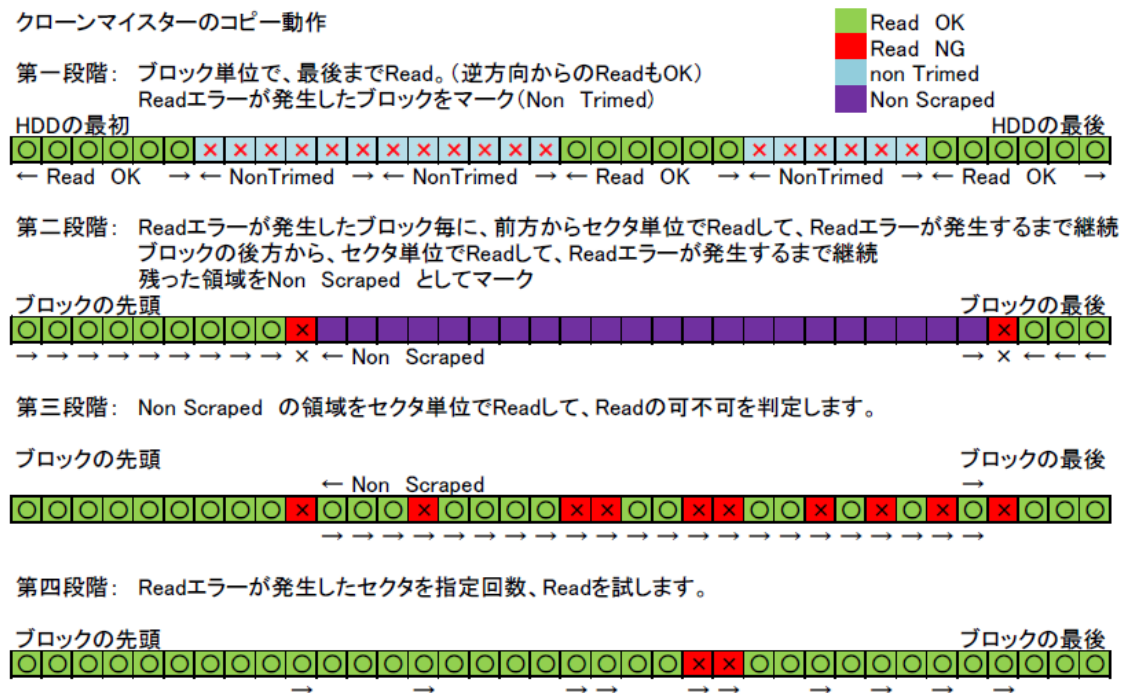 クローンマイスターのコピー動作
Read OK
Read NG
non Trimed
Non Scraped
第一段階： ブロック単位で、最後までRead。（逆方向からのReadもOK）
Readエラーが発生したブロックをマーク（Non Trimed）
HDDの最初 HDDの最後
○○○○○○××××××××××××○○○○○○××××××○○○○○○
← Read OK → ← NonTrimed → ← NonTrimed → ← Read OK → ← NonTrimed → ← Read OK →
第二段階： Readエラーが発生したブロック毎に、前方からセクタ単位でReadして、Readエラーが発生するまで継続
ブロックの後方から、セクタ単位でReadして、Readエラーが発生するまで継続
残った領域をNon Scraped としてマーク
ブロックの先頭 ブロックの最後
○○○○○○○○○× ×○○○
→ → → → → → → → → × ← Non Scraped → × ← ← ←
第三段階： Non Scraped の領域をセクタ単位でReadして、Readの可不可を判定します。
ブロックの先頭 ブロックの最後
← Non Scraped →
○○○○○○○○○×○○○×○○○○××○○××○○×○×○×○×○○○
→ → → → → → → → → → → → → → → → → → → → → →
第四段階： Readエラーが発生したセクタを指定回数、Readを試します。
ブロックの先頭 ブロックの最後
○○○○○○○○○○○○○○○○○○○○○○××○○○○○○○○○○○○
→ → → → → → → → → →